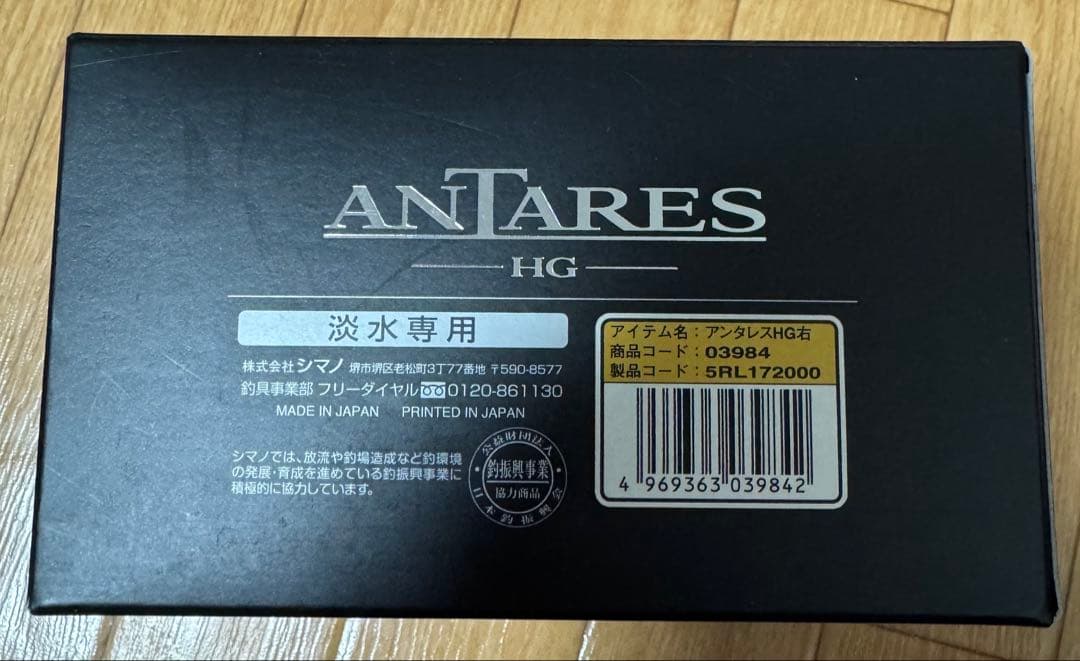 ANTARES
HG
淡水専用
株式会社シマノ 堺市堺区老松町3丁77番地 〒590-8577
釣具事業部 フリーダイヤル 0120-861130
MADE IN JAPAN PRINTED IN JAPAN
シマノでは、放流や釣場造成など釣環境
の発展・育成を進めている釣振興事業に
積極的に協力しています。
公益財団法人
釣振興事業
協力商品
日本釣振興会
アイテム名：アンタレスHG右
商品コード：03984
製品コード：5RL172000
4 969363 039842